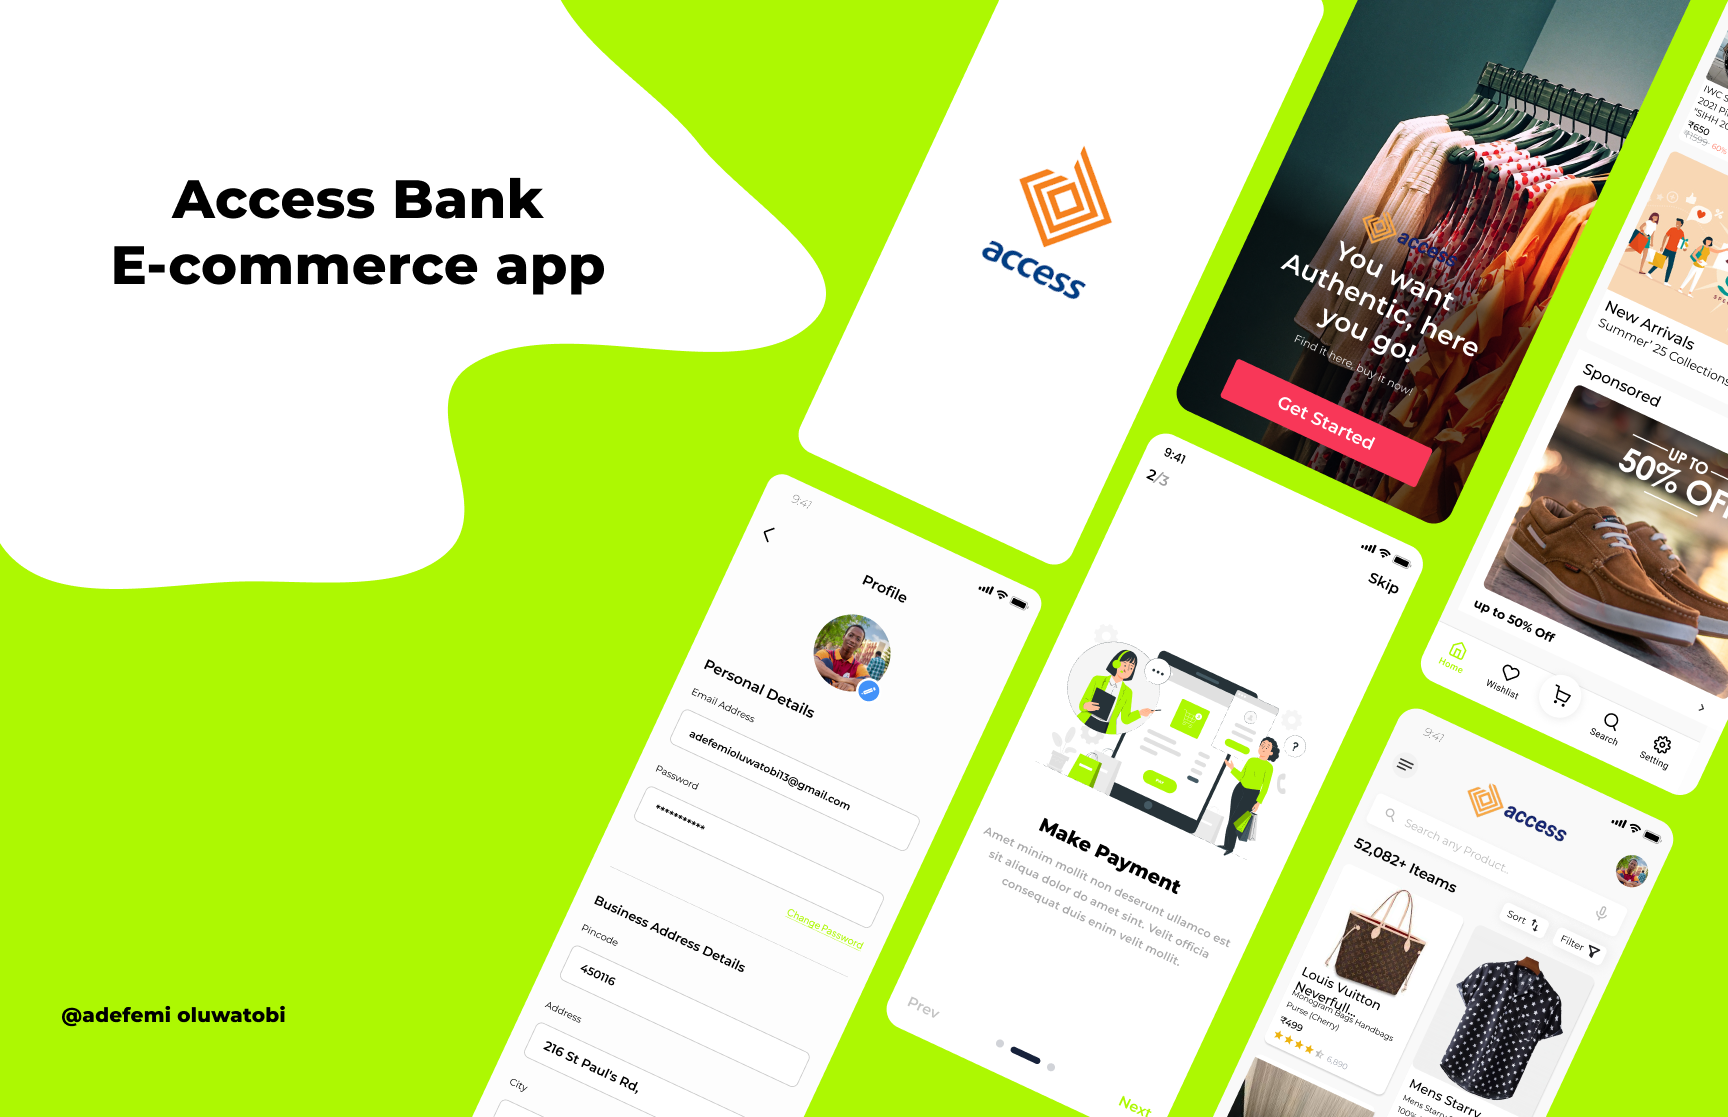 Access Bank
E-commerce app
@adefemi oluwatobi
access
access
You want
Authentic, here
you go!
Find it here, buy it now!
Get Started
IWC S
2021 Pi
"SIHH 20
₹650
₹1599 60%
New Arrivals
Summer' 25 Collections
Sponsored
UP TO
50% OFF
up to 50% Off
Home
Wishlist
Search
Setting
9:41
Profile
Personal Details
Email Address
adefemioluwatobi13@gmail.com
Password
***********
Change Password
Business Address Details
Pincode
450116
Address
216 St Paul's Rd,
City
9:41
2/3
Skip
?
Make Payment
Amet minim mollit non deserunt ullamco est
sit aliqua dolor do amet sint. Velit officia
consequat duis enim velit mollit.
Prev
Next
9:41
access
Search any Product..
52,082+ Iteams
Sort
Filter
Louis Vuitton
Neverfull...
Monogram Bags Handbags
Purse (Cherry)
₹499
6,890
Mens Starry
Mens Starry
100%